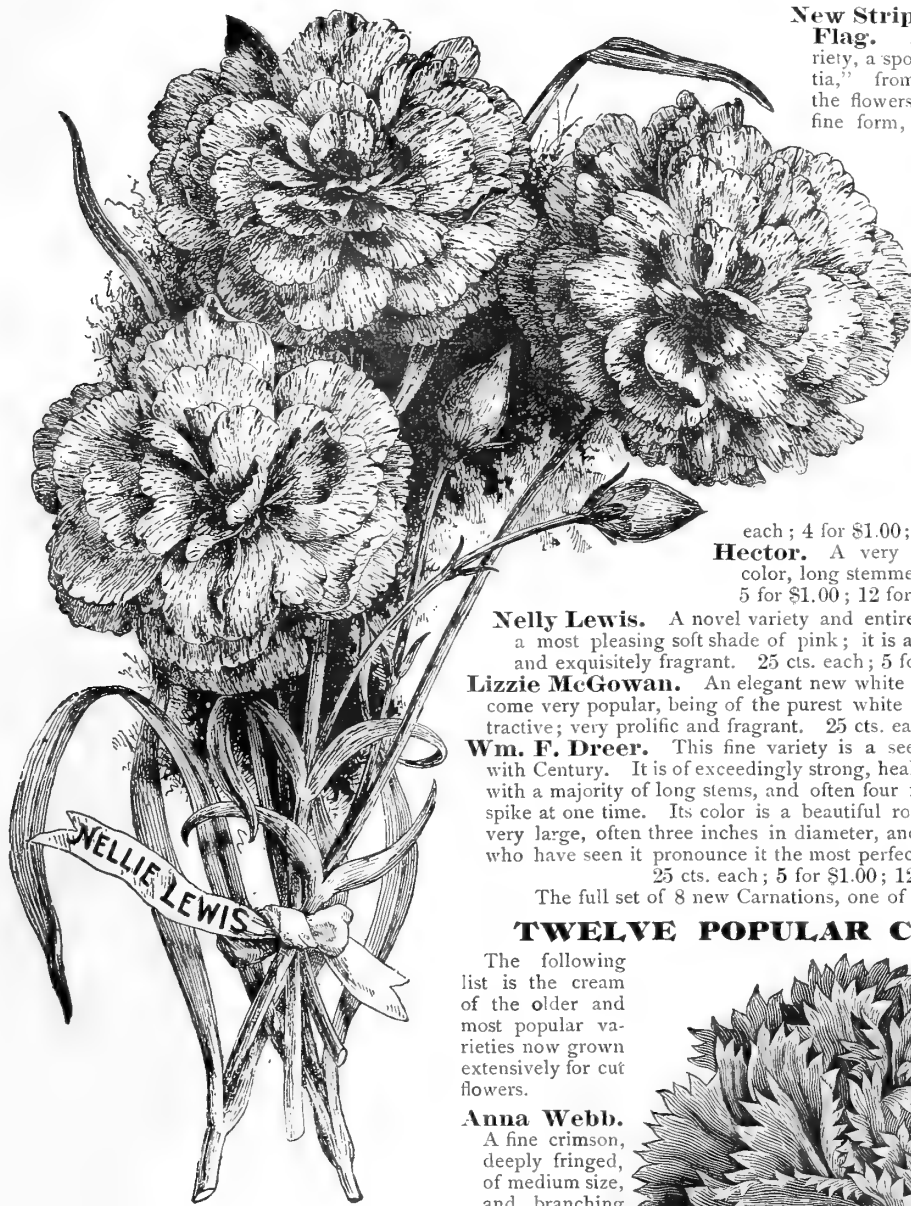 New Strip
Flag.
riety, a spo
tia," from
the flowers
fine form,
each ; 4 for $1.00;
Hector. A very
color, long stemme
5 for $1.00 ; 12 for
Nelly Lewis. A novel variety and entire
a most pleasing soft shade of pink; it is a
and exquisitely fragrant. 25 cts. each ; 5 fo
Lizzie McGowan. An elegant new white
come very popular, being of the purest white
tractive; very prolific and fragrant. 25 cts. ea
Wm. F. Dreer. This fine variety is a see
with Century. It is of exceedingly strong, heal
with a majority of long stems, and often four
spike at one time. Its color is a beautiful ro
very large, often three inches in diameter, and
who have seen it pronounce it the most perfec
25 cts. each ; 5 for $1.00 ; 12
The full set of 8 new Carnations, one of
NELLIE LEWIS
TWELVE POPULAR C
The following
list is the cream
of the older and
most popular va-
rieties now grown
extensively for cut
flowers.
Anna Webb.
A fine crimson,
deeply fringed,
of medium size,
and branching